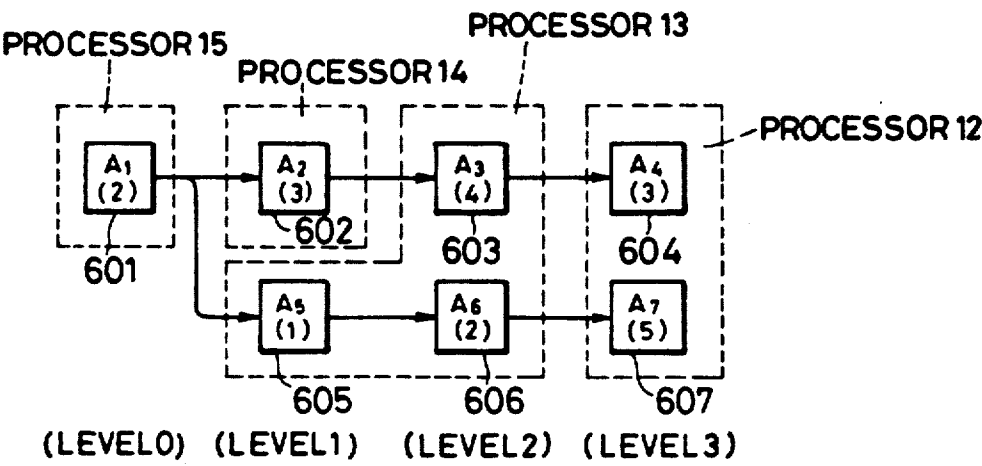 PROCESSOR 13
PROCESSOR 15
PROCESSOR 14
PROCESSOR 12
A1
(2)
A2
(3)
A3
(4)
A4
(3)
601
602
603
604
A5
(1)
A6
(2)
A7
(5)
605
606
607
(LEVEL0) (LEVEL1) (LEVEL2) (LEVEL3)